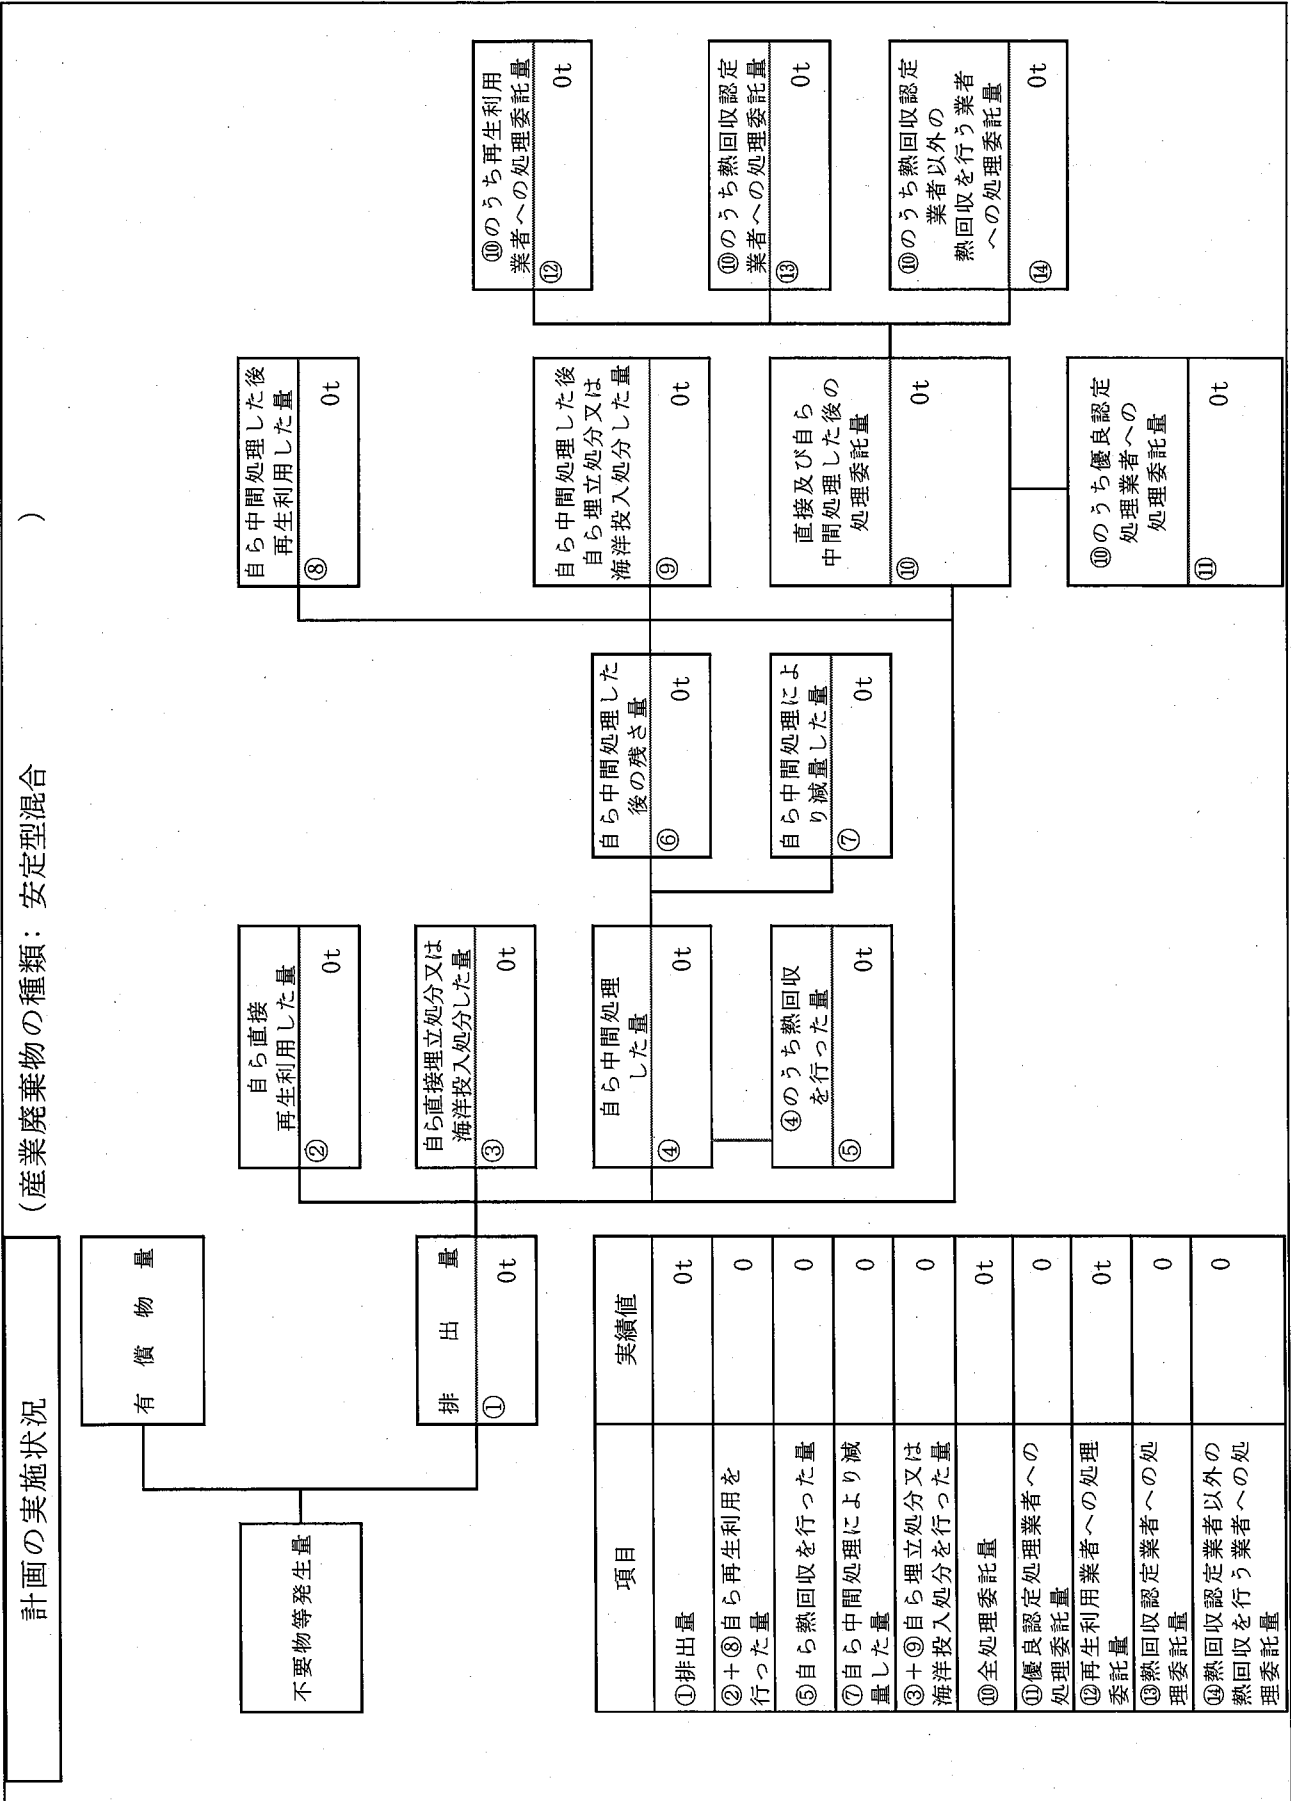 計画の実施状況
（産業廃棄物の種類：安定型混合　　　　　　　　　）
不要物等発生量
有償物量
排出量
①
0t
自ら直接
再生利用した量
②
0t
自ら直接埋立処分又は
海洋投入処分した量
③
0t
自ら中間処理
した量
④
0t
④のうち熱回収
を行った量
⑤
0t
自ら中間処理した
後の残さ量
⑥
0t
自ら中間処理によ
り減量した量
⑦
0t
自ら中間処理した後
再生利用した量
⑧
0t
自ら中間処理した後
自ら埋立処分又は
海洋投入処分した量
⑨
0t
直接及び自ら
中間処理した後の
処理委託量
⑩
0t
⑩のうち優良認定
処理業者への
処理委託量
⑪
0t
⑩のうち再生利用
業者への処理委託量
⑫
0t
⑩のうち熱回収認定
業者への処理委託量
⑬
0t
⑩のうち熱回収認定
業者以外の
熱回収を行う業者
への処理委託量
⑭
0t
項目
実績値
①排出量
0t
②＋⑧自ら再生利用を
行った量
0
⑤自ら熱回収を行った量
0
⑦自ら中間処理により減
量した量
0
③＋⑨自ら埋立処分又は
海洋投入処分を行った量
0
⑩全処理委託量
0t
⑪優良認定処理業者への
処理委託量
0
⑫再生利用業者への処理
委託量
0t
⑬熱回収認定業者への処
理委託量
0
⑭熱回収認定業者以外の
熱回収を行う業者への処
理委託量
0